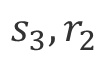 s₃, r₂